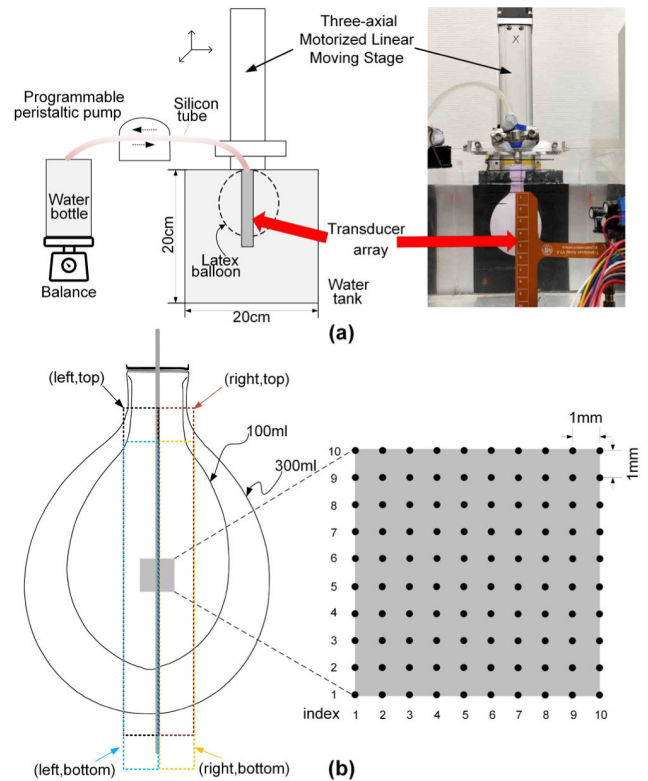 Three-axial
Motorized Linear
Moving Stage
X
Programmable
peristaltic pump
Silicon
tube
Water
bottle
Balance
20cm
Latex
balloon
Transducer
array
Water
tank
20cm
(a)
(left,top)
(right,top)
100ml
300ml
1mm
1mm
10
9
8
7
6
5
4
3
2
1
index
1 2 3 4 5 6 7 8 9 10
(left,bottom)
(right,bottom)
(b)